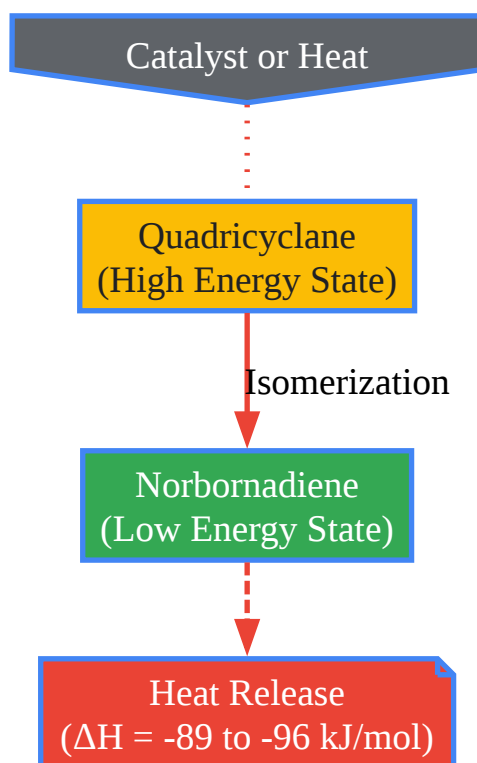 Catalyst or Heat
Quadricyclane
(High Energy State)
Isomerization
Norbornadiene
(Low Energy State)
Heat Release
(ΔH = -89 to -96 kJ/mol)